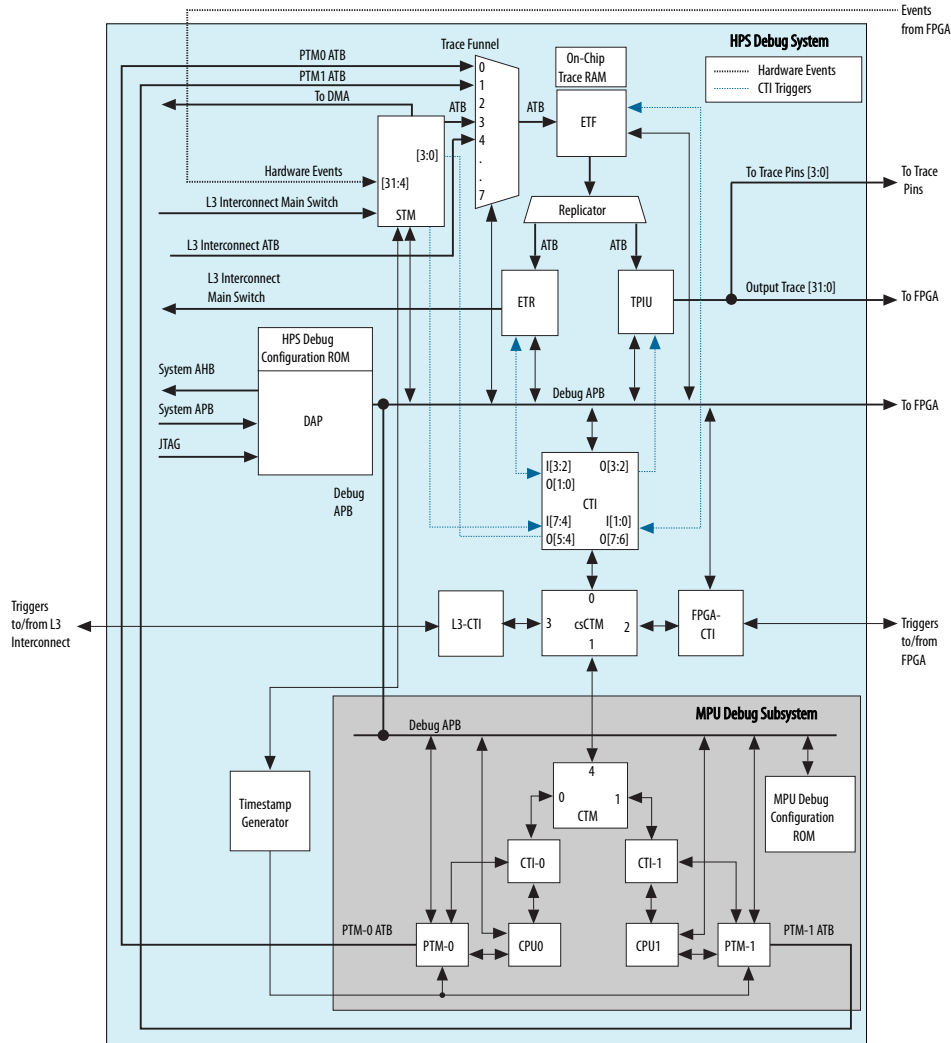 Events
from FPGA
HPS Debug System
Hardware Events
CTI Triggers
PTM0 ATB
Trace Funnel
PTM1 ATB
To DMA
ATB
0
1
2
3
4
.
.
7
ATB
On-Chip
Trace RAM
ETF
[3:0]
Hardware Events
[31:4]
L3 Interconnect Main Switch
STM
L3 Interconnect ATB
Replicator
ATB
ATB
To Trace Pins [3:0]
To Trace
Pins
L3 Interconnect
Main Switch
ETR
TPIU
Output Trace [31:0]
To FPGA
HPS Debug
Configuration ROM
System AHB
System APB
DAP
JTAG
Debug APB
To FPGA
Debug
APB
I[3:2] O[3:2]
O[1:0]
CTI
I[7:4] I[1:0]
O[5:4] O[7:6]
Triggers
to/from L3
Interconnect
L3-CTI
0
3 csCTM 2
1
FPGA-
CTI
Triggers
to/from
FPGA
MPU Debug Subsystem
Debug APB
Timestamp
Generator
4
0 1
CTM
MPU Debug
Configuration
ROM
CTI-0
CTI-1
PTM-0 ATB
PTM-0
CPU0
CPU1
PTM-1
PTM-1 ATB